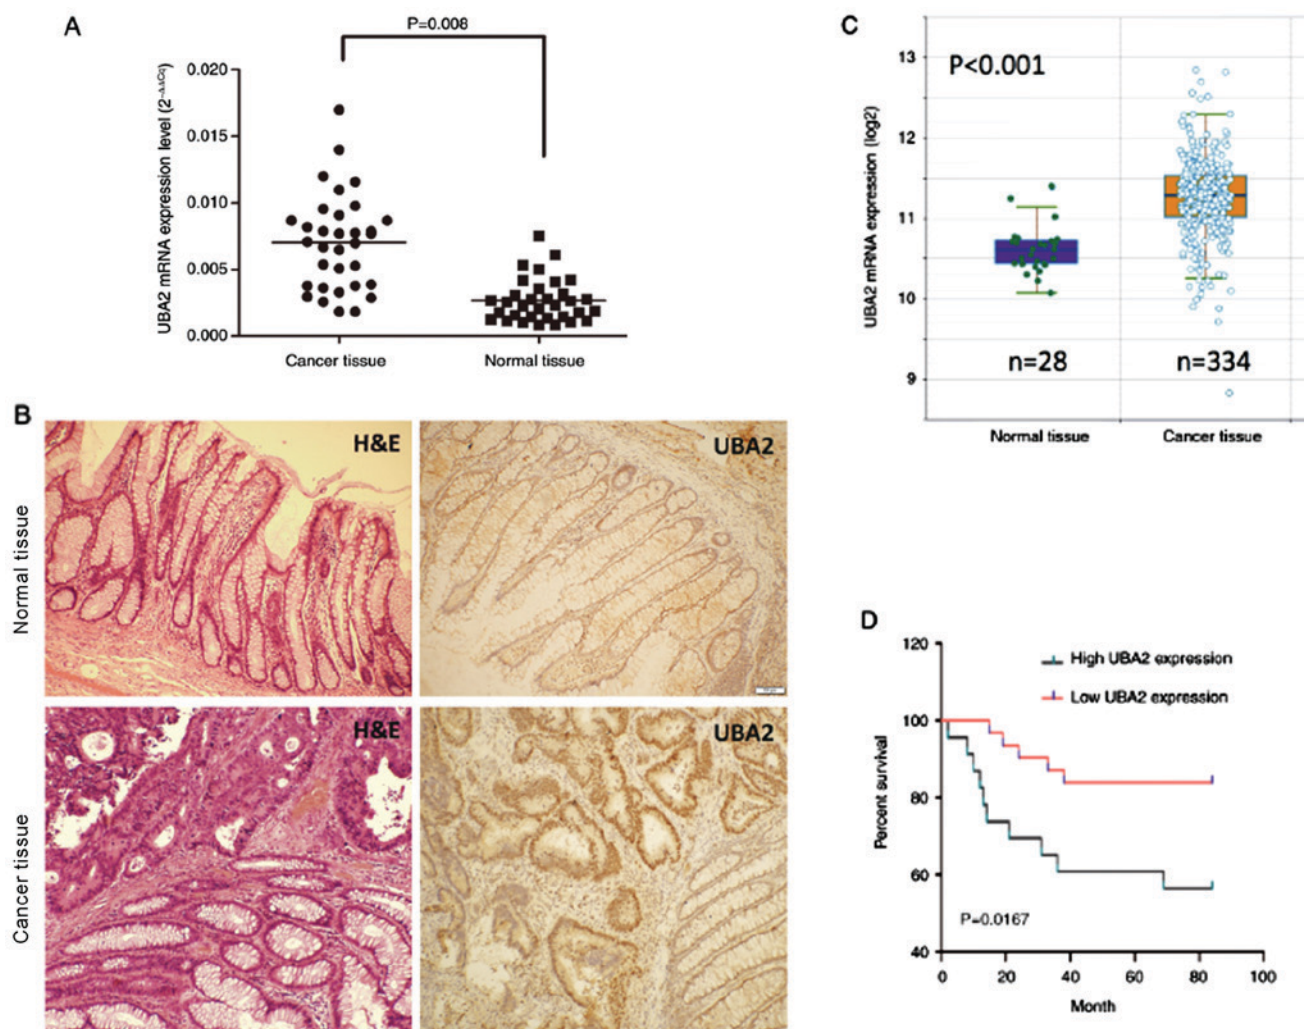 A
P=0.008
UBA2 mRNA expression level (2^-ΔΔCq)
0.020
0.015
0.010
0.005
0.000
Cancer tissue
Normal tissue
C
P<0.001
UBA2 mRNA expression (log2)
13
12
11
10
9
n=28
n=334
Normal tissue
Cancer tissue
B
Normal tissue
H&E
UBA2
Cancer tissue
H&E
UBA2
D
Percent survival
120
100
80
60
40
High UBA2 expression
Low UBA2 expression
P=0.0167
0
20
40
60
80
100
Month